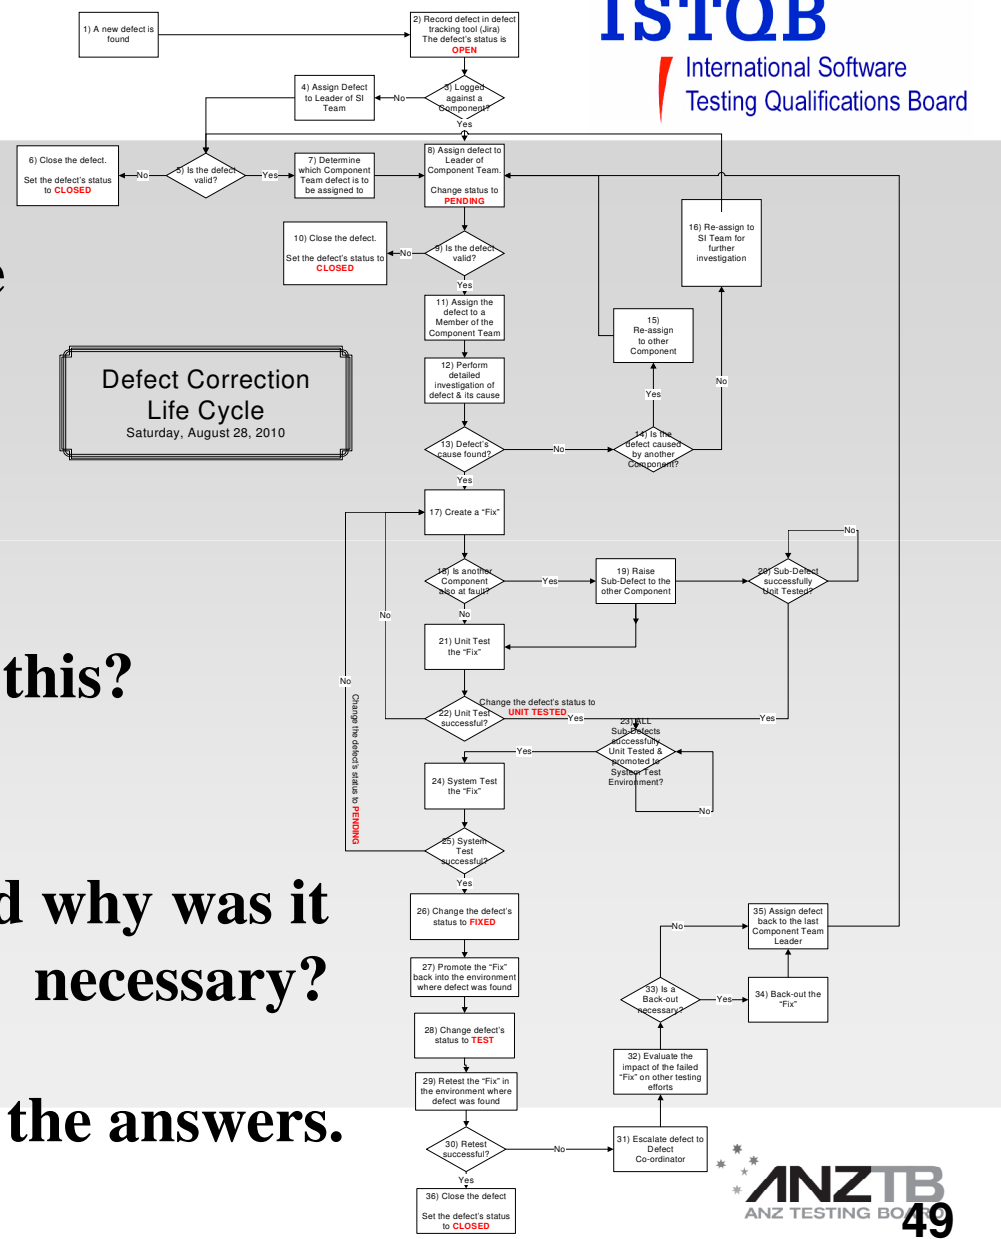 ISTQB
International Software
Testing Qualifications Board
1) A new defect is
found
2) Record defect in defect
tracking tool (Jira)
The defect's status is
OPEN
3) Logged
against a
Component?
No
Yes
4) Assign Defect
to Leader of SI
Team
5) Is the defect
valid?
No
Yes
6) Close the defect.
Set the defect's status
to CLOSED
7) Determine
which Component
Team defect is to
be assigned to
8) Assign defect to
Leader of
Component Team.
Change status to
PENDING
9) Is the defect
valid?
No
Yes
10) Close the defect.
Set the defect's status to
CLOSED
11) Assign the
defect to a
Member of the
Component Team
12) Perform
detailed
investigation of
defect & its cause
13) Defect's
cause found?
No
Yes
14) Is the
defect caused
by another
Component?
Yes
No
15)
Re-assign
to other
Component
16) Re-assign to
SI Team for
further
investigation
e
Defect Correction
Life Cycle
Saturday, August 28, 2010
17) Create a "Fix"
18) Is another
Component
also at fault?
Yes
No
19) Raise
Sub-Defect to the
other Component
20) Sub-Defect
successfully
Unit Tested?
No
Yes
21) Unit Test
the "Fix"
22) Unit Test
successful?
No
Change the defect's status to
UNIT TESTED
Yes
23) ALL
Sub-Defects
successfully
Unit Tested &
promoted to
System Test
Environment?
Yes
No
24) System Test
the "Fix"
25) System
Test
successful?
No
Change the defect's status to PENDING
Yes
this?
26) Change the defect's
status to FIXED
27) Promote the "Fix"
back into the environment
where defect was found
28) Change defect's
status to TEST
29) Retest the "Fix" in
the environment where
defect was found
30) Retest
successful?
No
Yes
31) Escalate defect to
Defect
Co-ordinator
32) Evaluate the
impact of the failed
"Fix" on other testing
efforts
33) Is a
Back-out
necessary?
No
Yes
34) Back-out the
"Fix"
35) Assign defect
back to the last
Component Team
Leader
36) Close the defect
Set the defect's status
to CLOSED
d why was it
necessary?
the answers.
ANZTB
ANZ TESTING BOARD
49